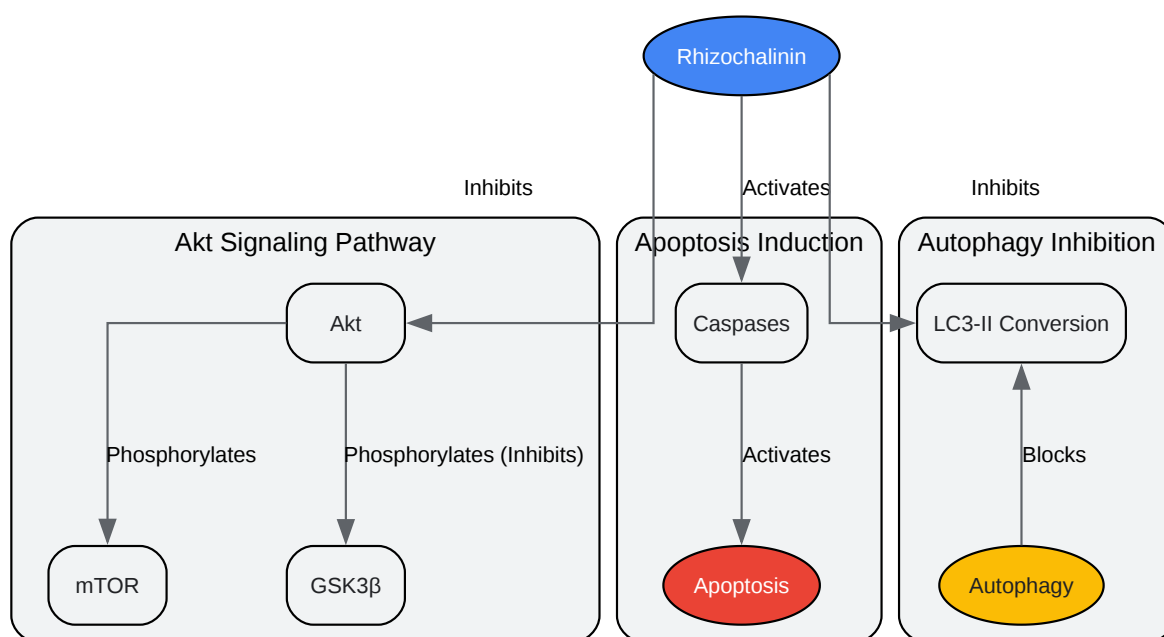 Rhizochalinin
Inhibits
Activates
Inhibits
Akt Signaling Pathway
Apoptosis Induction
Autophagy Inhibition
Akt
Caspases
LC3-II Conversion
Phosphorylates
Phosphorylates (Inhibits)
Activates
Blocks
mTOR
GSK3β
Apoptosis
Autophagy